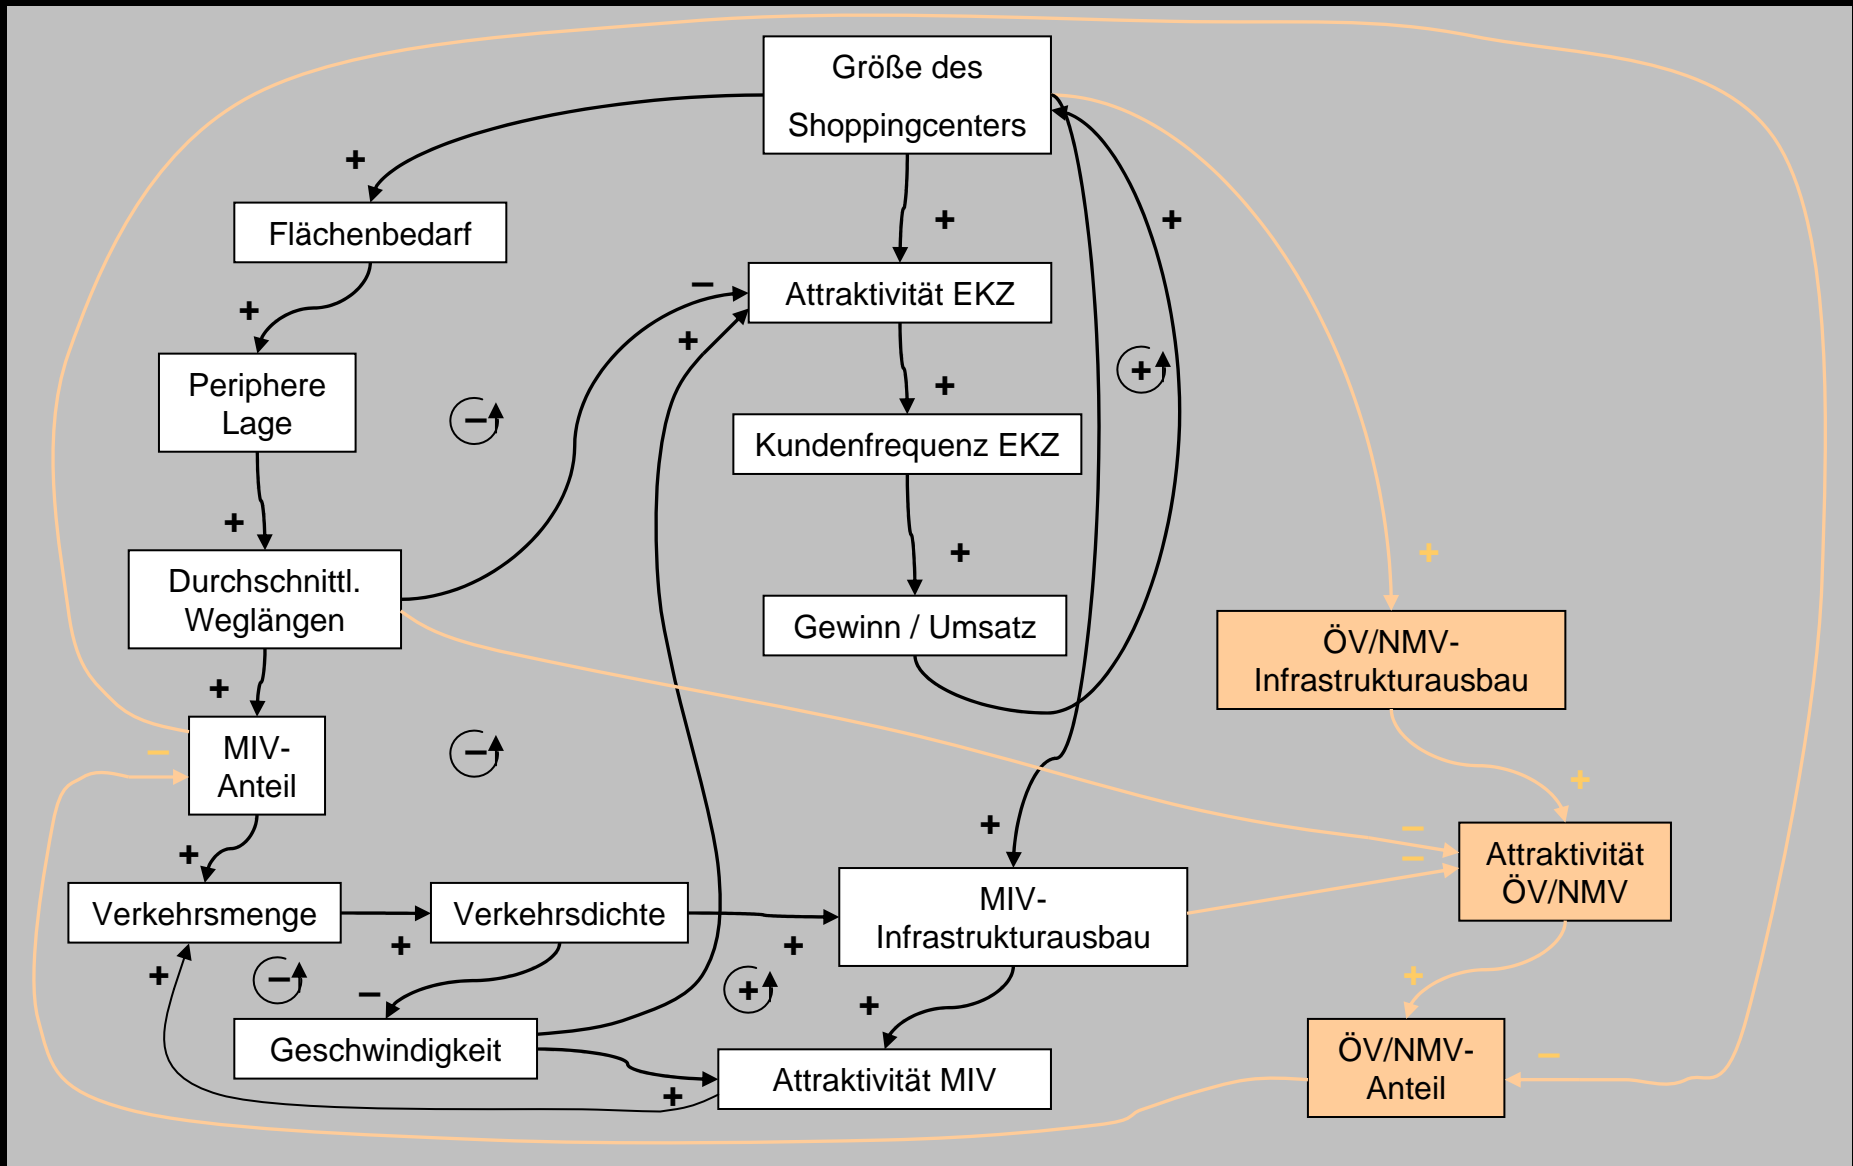 Größe des
Shoppingcenters
+
Flächenbedarf
+
+
+
–
Attraktivität EKZ
+
+
Periphere
Lage
–
+
+
Kundenfrequenz EKZ
+
+
+
Durchschnittl.
Weglängen
Gewinn / Umsatz
ÖV/NMV-
Infrastrukturausbau
+
MIV-
Anteil
–
–
+
+
+
–
–
Attraktivität
ÖV/NMV
Verkehrsmenge
Verkehrsdichte
MIV-
Infrastrukturausbau
+
+
+
–
–
+
+
+
Geschwindigkeit
Attraktivität MIV
+
ÖV/NMV-
Anteil
–